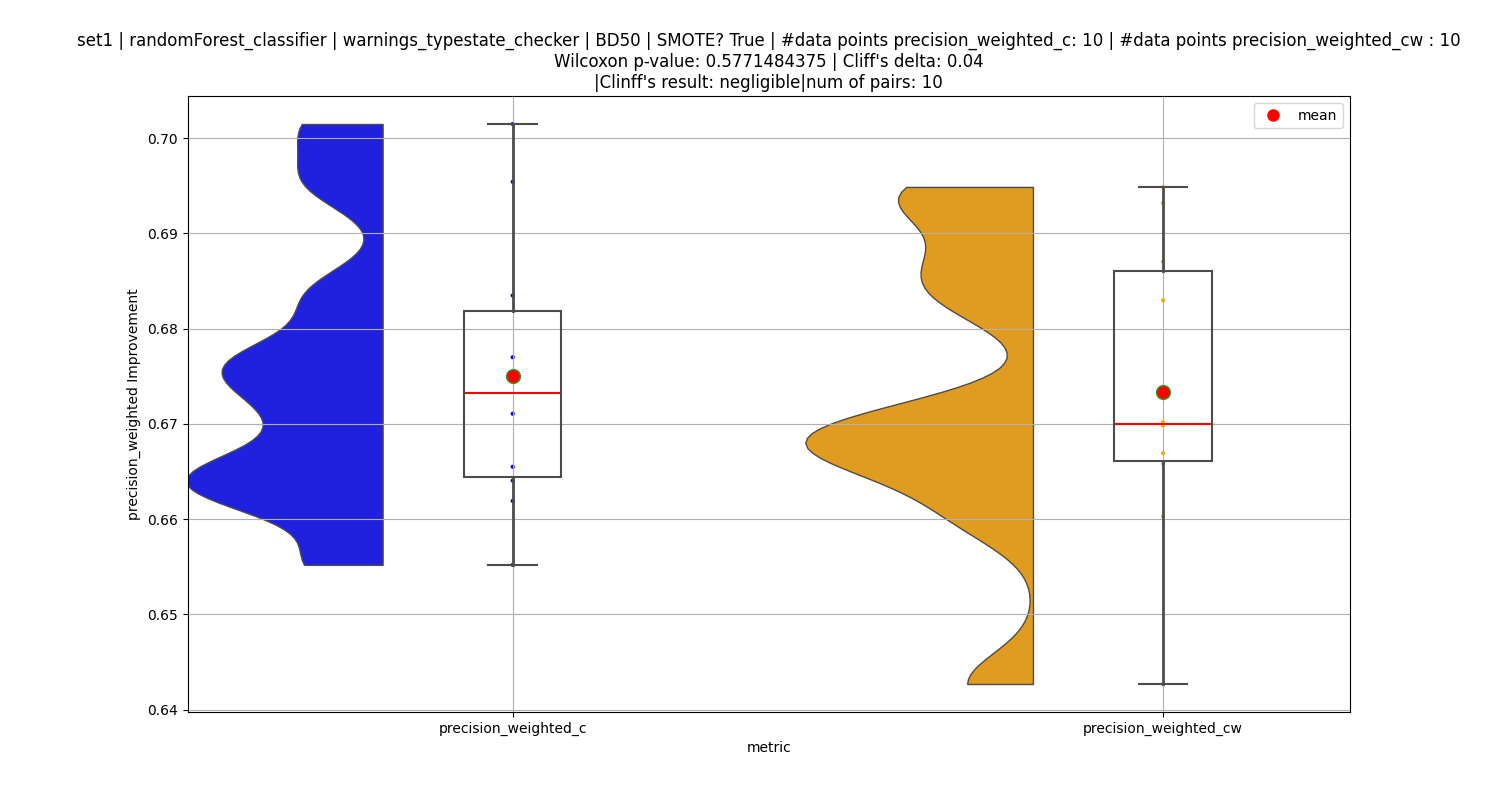 set1 | randomForest_classifier | warnings_typestate_checker | BD50 | SMOTE? True | #data points precision_weighted_c: 10 | #data points precision_weighted_cw : 10
Wilcoxon p-value: 0.5771484375 | Cliff's delta: 0.04
|Clinff's result: negligible|num of pairs: 10
mean
0.70
0.69
0.68
0.67
0.66
0.65
0.64
precision_weighted Improvement
precision_weighted_c
precision_weighted_cw
metric